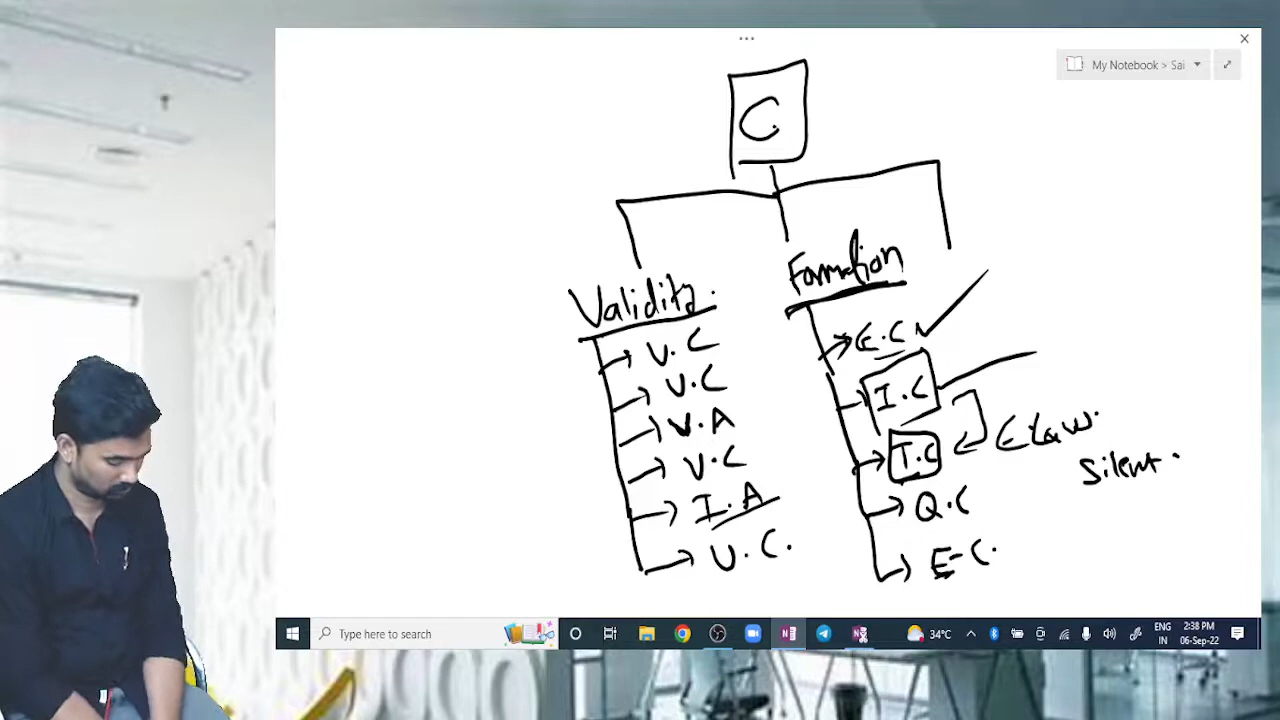 My Notebook > Sai
C
Validity.
V.C
V.C
V.A
V.C
I.A
U.C.
Formation
E.C
I.C
I.C
Q.C
E-C.
E law.
Silent.
Type here to search
34°C
ENG
IN
2:38 PM
06-Sep-22